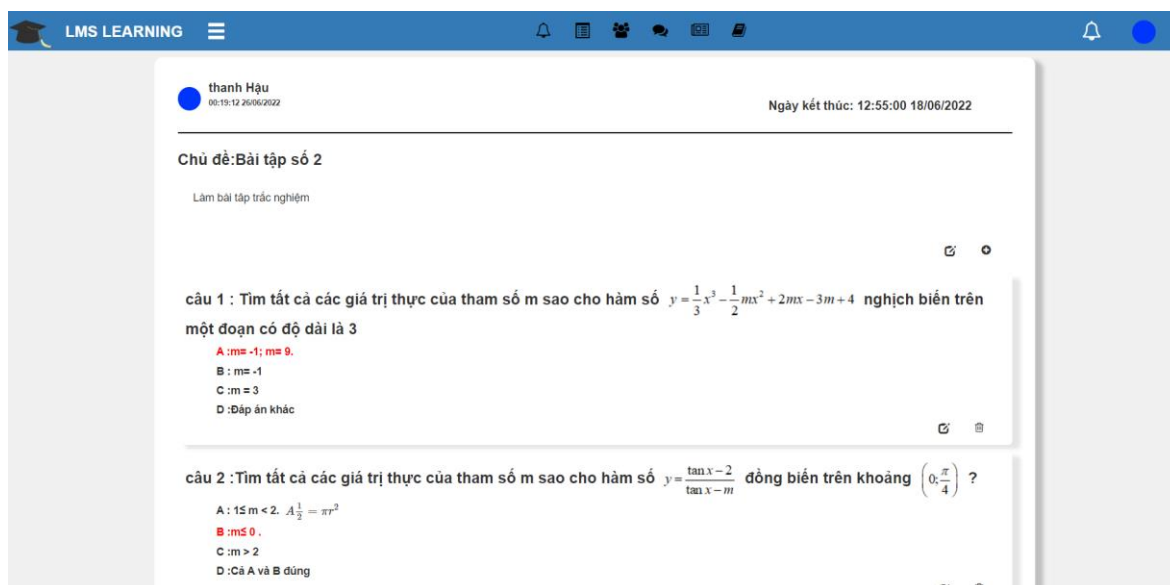 LMS LEARNING
thanh Hậu
00:19:12 26/06/2022
Ngày kết thúc: 12:55:00 18/06/2022
Chủ đề:Bài tập số 2
Làm bài tâp trắc nghiệm
câu 1 : Tìm tất cả các giá trị thực của tham số m sao cho hàm số y = 1/3 x³ − 1/2 mx² + 2mx − 3m + 4 nghịch biến trên
một đoạn có độ dài là 3
A :m= -1; m= 9.
B : m= -1
C :m = 3
D :Đáp án khác
câu 2 :Tìm tất cả các giá trị thực của tham số m sao cho hàm số y = (tan x − 2)/(tan x − m) đồng biến trên khoảng (0; π/4) ?
A : 1≤ m < 2. A 1/2 = πr²
B :m≤ 0 .
C :m > 2
D :Cả A và B đúng